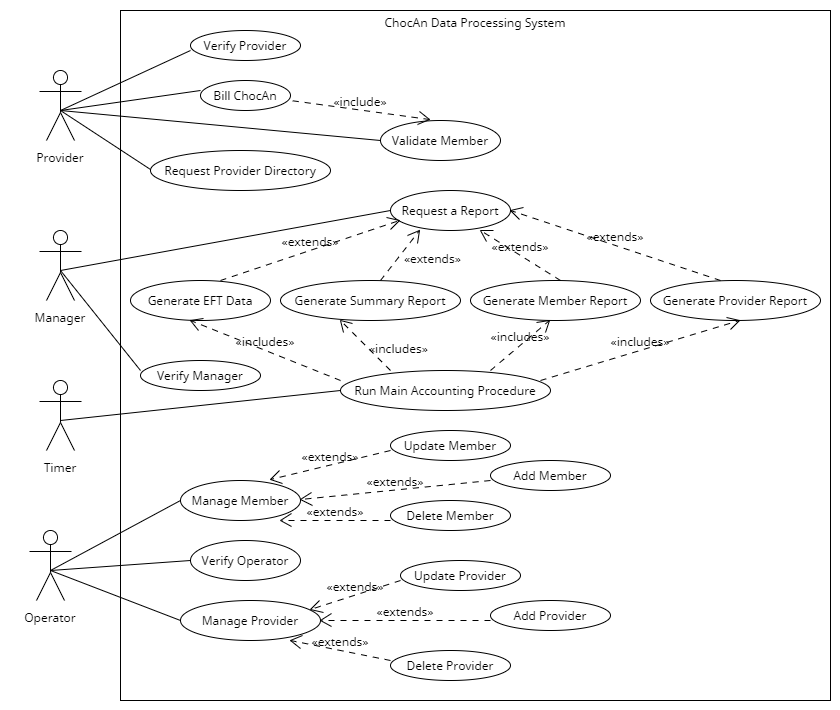 ChocAn Data Processing System
Verify Provider
Bill ChocAn
«include»
Validate Member
Provider
Request Provider Directory
Request a Report
«extends»
«extends»
«extends»
«extends»
Manager
Generate EFT Data
Generate Summary Report
Generate Member Report
Generate Provider Report
«includes»
«includes»
«includes»
«includes»
Verify Manager
Run Main Accounting Procedure
Timer
Update Member
«extends»
Add Member
«extends»
Manage Member
Delete Member
«extends»
Verify Operator
Operator
Update Provider
«extends»
Add Provider
«extends»
Manage Provider
«extends»
Delete Provider